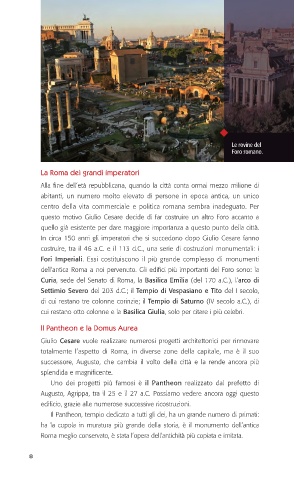 Le rovine del
Foro romano.
La Roma dei grandi imperatori
Alla fine dell'età repubblicana, quando la città conta ormai mezzo milione di
abitanti, un numero molto elevato di persone in epoca antica, un unico
centro della vita commerciale e politica romana sembra inadeguato. Per
questo motivo Giulio Cesare decide di far costruire un altro Foro accanto a
quello già esistente per dare maggiore importanza a questo punto della città.
In circa 150 anni gli imperatori che si succedono dopo Giulio Cesare fanno
costruire, tra il 46 a.C. e il 113 d.C., una serie di costruzioni monumentali: i
Fori Imperiali. Essi costituiscono il più grande complesso di monumenti
dell'antica Roma a noi pervenuto. Gli edifici più importanti del Foro sono: la
Curia, sede del Senato di Roma, la Basilica Emilia (del 170 a.C.), l'arco di
Settimio Severo del 203 d.C.; il Tempio di Vespasiano e Tito del I secolo,
di cui restano tre colonne corinzie; il Tempio di Saturno (IV secolo a.C.), di
cui restano otto colonne e la Basilica Giulia, solo per citare i più celebri.
Il Pantheon e la Domus Aurea
Giulio Cesare vuole realizzare numerosi progetti architettonici per rinnovare
totalmente l'aspetto di Roma, in diverse zone della capitale, ma è il suo
successore, Augusto, che cambia il volto della città e la rende ancora più
splendida e magnificente.
Uno dei progetti più famosi è il Pantheon realizzato dal prefetto di
Augusto, Agrippa, tra il 25 e il 27 a.C. Possiamo vedere ancora oggi questo
edificio, grazie alle numerose successive ricostruzioni.
Il Pantheon, tempio dedicato a tutti gli dei, ha un grande numero di primati:
ha la cupola in muratura più grande della storia, è il monumento dell'antica
Roma meglio conservato, è stata l'opera dell'antichità più copiata e imitata.
8